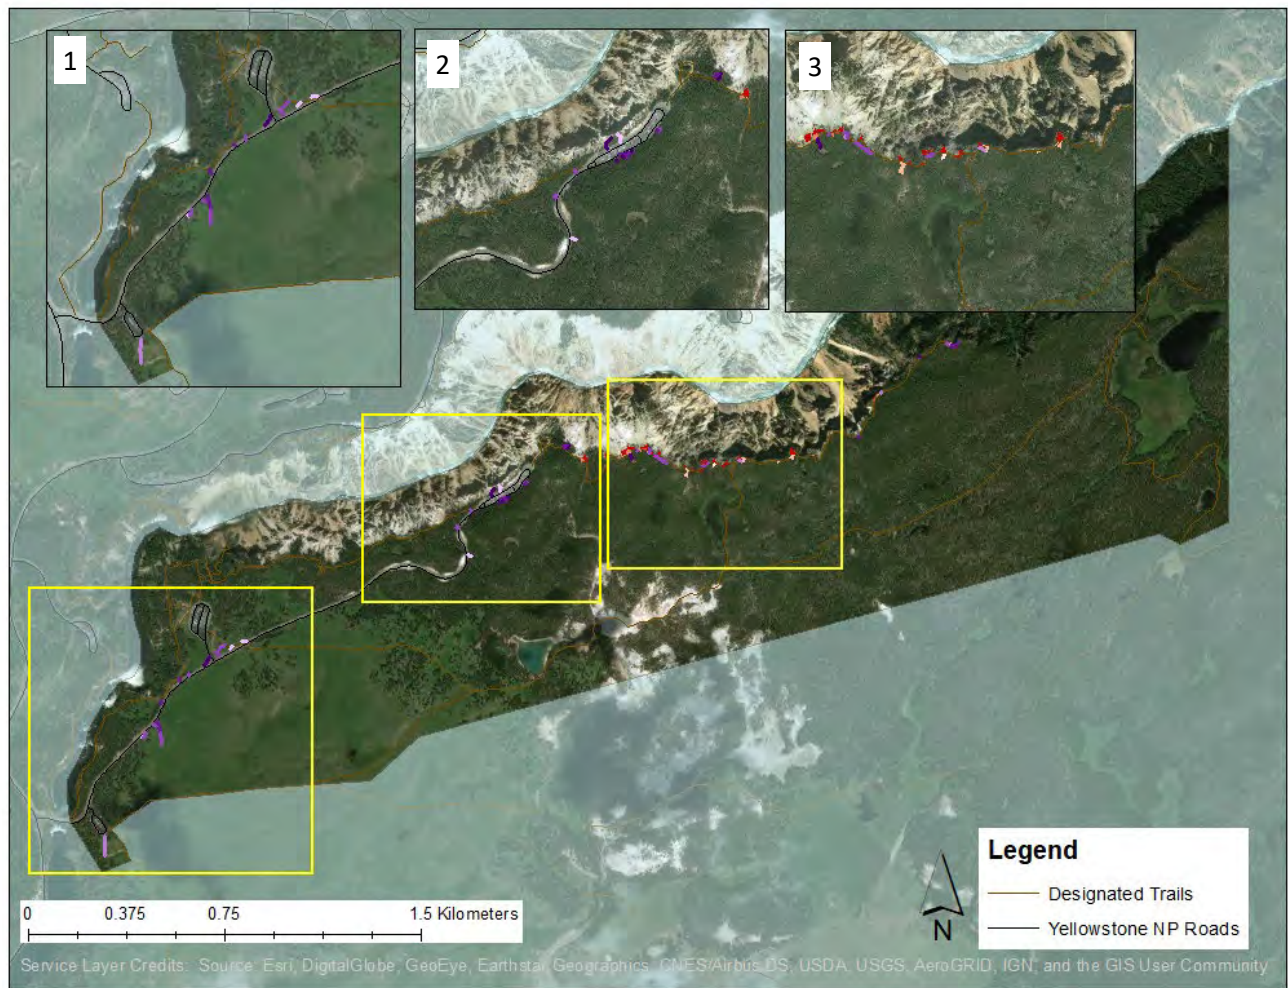 1
2
3
Legend
Designated Trails
Yellowstone NP Roads
N
0 0.375 0.75 1.5 Kilometers
Service Layer Credits: Source: Esri, DigitalGlobe, GeoEye, Earthstar Geographics, CNES/Airbus DS, USDA, USGS, AeroGRID, IGN, and the GIS User Community